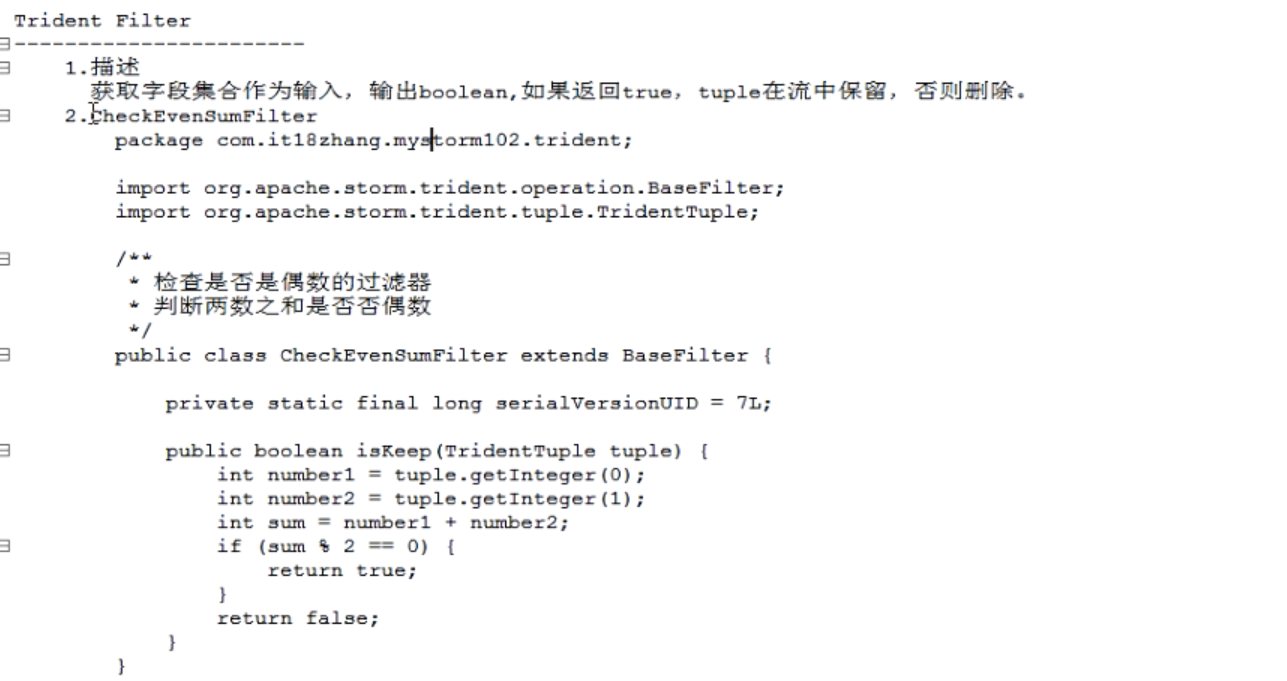 Trident Filter
-----------------------
1.描述
获取字段集合作为输入，输出boolean,如果返回true，tuple在流中保留，否则删除。
2.CheckEvenSumFilter
package com.it18zhang.mystorm102.trident;
import org.apache.storm.trident.operation.BaseFilter;
import org.apache.storm.trident.tuple.TridentTuple;
/**
* 检查是否是偶数的过滤器
* 判断两数之和是否否偶数
*/
public class CheckEvenSumFilter extends BaseFilter {
private static final long serialVersionUID = 7L;
public boolean isKeep(TridentTuple tuple) {
int number1 = tuple.getInteger(0);
int number2 = tuple.getInteger(1);
int sum = number1 + number2;
if (sum % 2 == 0) {
return true;
}
return false;
}
}